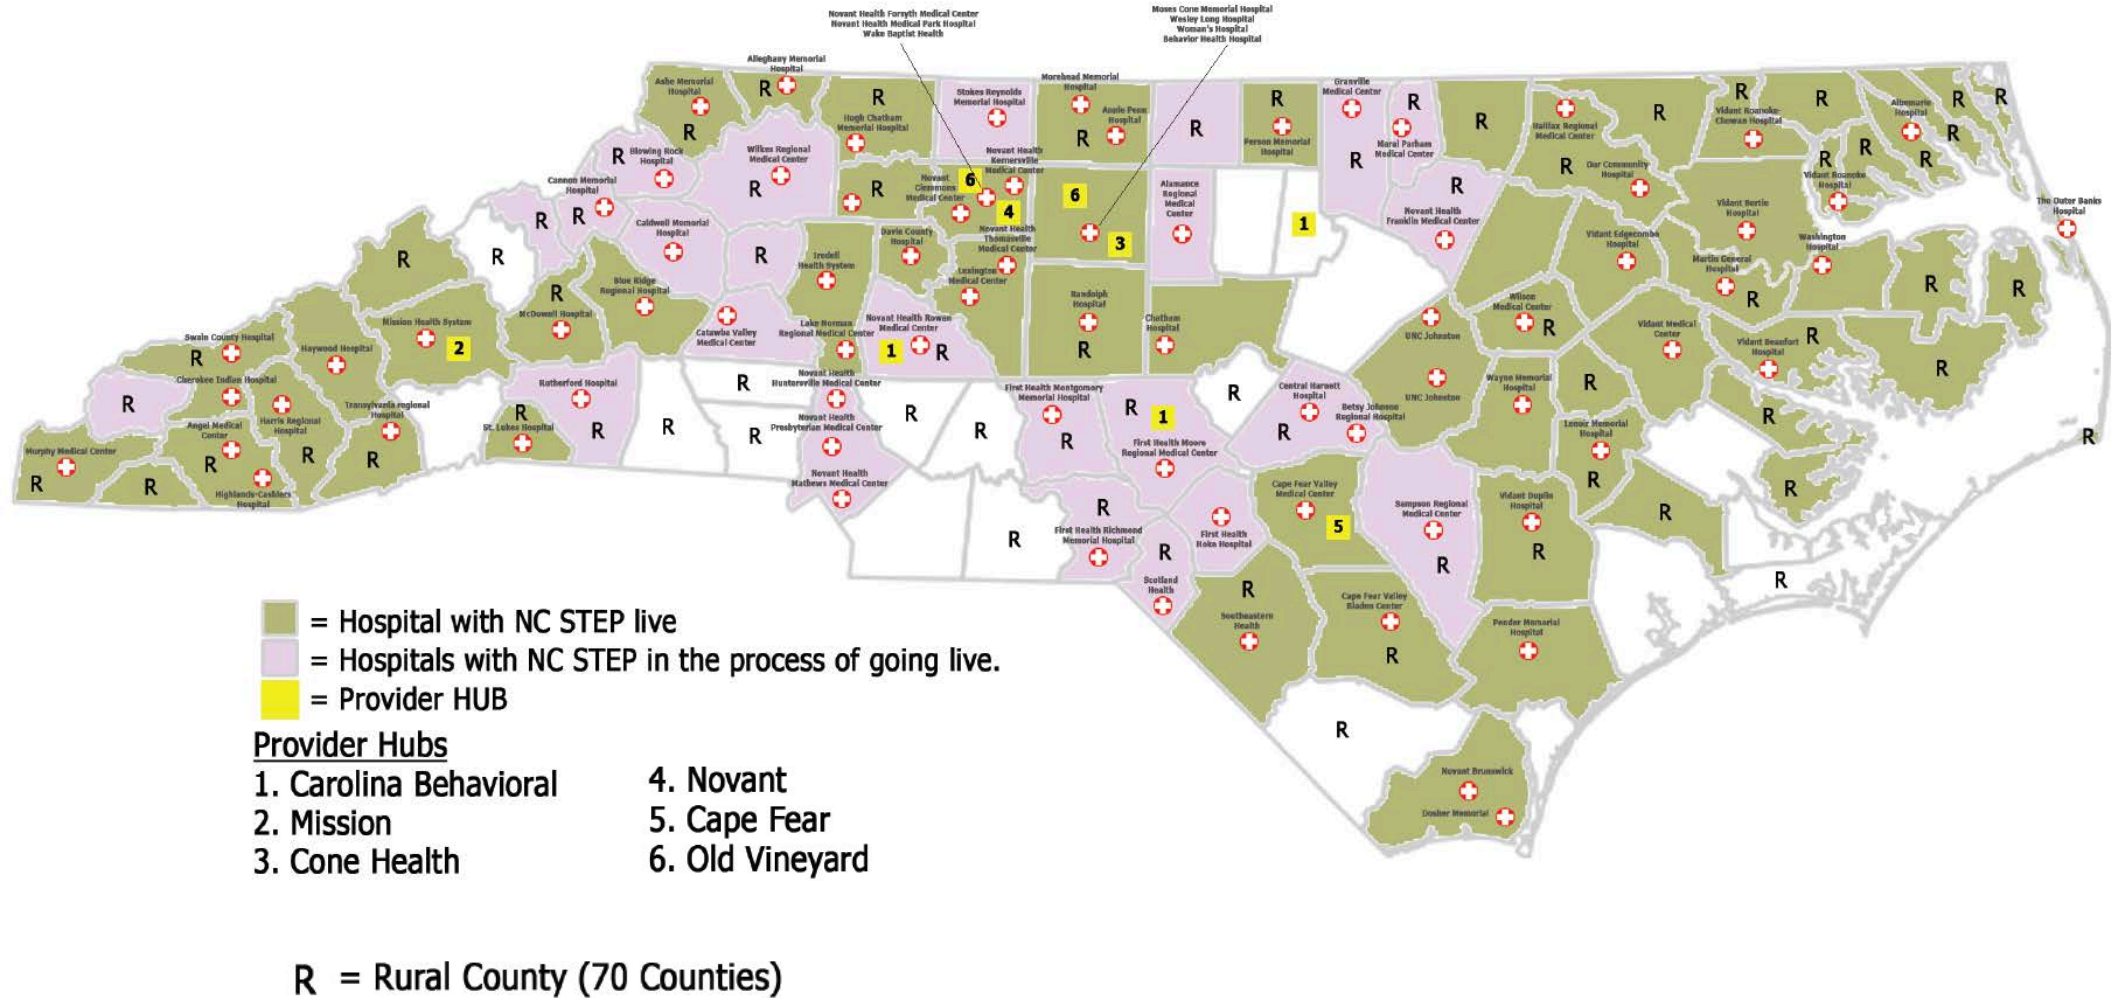 Novant Health Forsyth Medical Center
Novant Health Medical Park Hospital
Wake Baptist Health
Moses Cone Memorial Hospital
Wesley Long Hospital
Woman's Hospital
Behavior Health Hospital
Alleghany Memorial
Hospital
R
Ashe Memorial
Hospital
R
R
Hugh Chatham
Memorial Hospital
Stokes Reynolds
Memorial Hospital
Morehead Memorial
Hospital
Annie Penn
Hospital
R
R
R
Person Memorial
Hospital
Granville
Medical Center
R
R
Maral Parham
Medical Center
R
Halifax Regional
Medical Center
R
R
Our Community
Hospital
R
Vidant Roanoke-
Chowan Hospital
R
Albemarle
Hospital
R
R
R
R
R
R
Vidant Roanoke
Hospital
The Outer Banks
Hospital
R
Blowing Rock
Hospital
Wilkes Regional
Medical Center
R
R
Novant
Clemmons
Medical Center
6
Novant Health
Kernersville
Medical Center
4
6
3
Alamance
Regional
Medical
Center
1
R
Novant Health
Franklin Medical Center
Vidant Edgecombe
Hospital
Vidant Bertie
Hospital
Washington
Hospital
Martin General
Hospital
R
R
R
Cannon Memorial
Hospital
R
R
Caldwell Memorial
Hospital
R
Iredell
Health System
Davie County
Hospital
Novant Health
Thomasville
Medical Center
Lexington
Medical Center
R
R
R
McDowell Hospital
Blue Ridge
Regional Hospital
Catawba Valley
Medical Center
Lake Norman
Regional Medical Center
Novant Health Rowan
Medical Center
1
R
Randolph
Hospital
R
Chatham
Hospital
UNC Johnston
UNC Johnston
Wilson
Medical Center
R
Vidant Medical
Center
Vidant Beaufort
Hospital
R
R
Mission Health System
2
Swain County Hospital
R
Haywood Hospital
Cherokee Indian Hospital
R
Harris Regional
Hospital
R
Angel Medical
Center
R
Highlands-Cashiers
Hospital
Transylvania regional
Hospital
R
Murphy Medical Center
R
R
Rutherford Hospital
R
R
St. Lukes Hospital
R
R
R
Novant Health
Huntersville Medical Center
Novant Health
Presbyterian Medical Center
Novant Health
Mathews Medical Center
R
R
First Health Montgomery
Memorial Hospital
R
R
1
First Health Moore
Regional Medical Center
R
Central Harnett
Hospital
R
Betsy Johnson
Regional Hospital
Wayne Memorial
Hospital
R
Lenoir Memorial
Hospital
R
R
R
R
R
R
R
First Health Richmond
Memorial Hospital
R
Scotland
Health
First Health
Hoke Hospital
Cape Fear Valley
Medical Center
5
Sampson Regional
Medical Center
R
Vidant Duplin
Hospital
R
R
Southeastern
Health
Cape Fear Valley
Bladen Center
R
Pender Memorial
Hospital
R
Novant Brunswick
Dosher Memorial
= Hospital with NC STEP live
= Hospitals with NC STEP in the process of going live.
= Provider HUB
Provider Hubs
1. Carolina Behavioral
2. Mission
3. Cone Health
4. Novant
5. Cape Fear
6. Old Vineyard
R = Rural County (70 Counties)